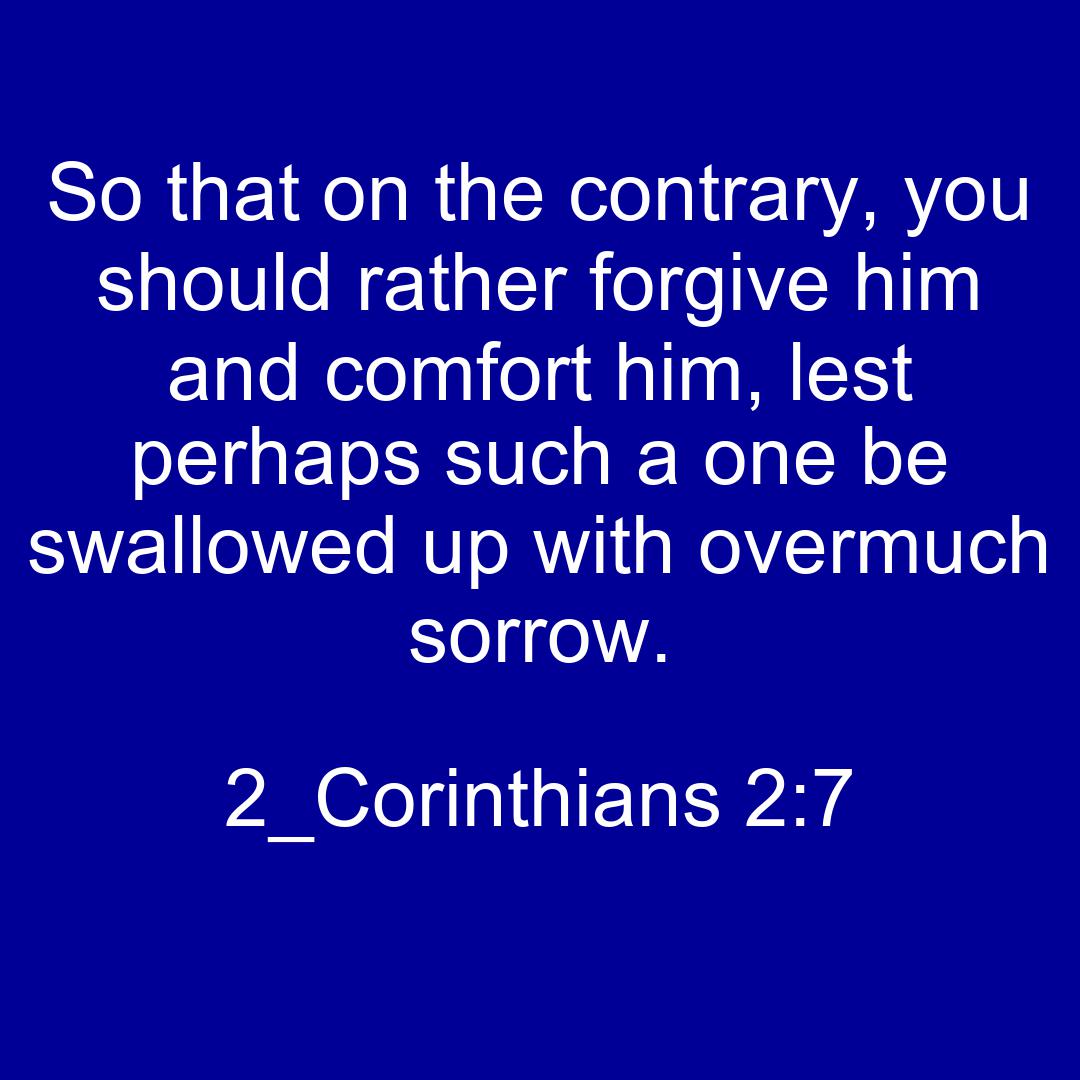 So that on the contrary, you
should rather forgive him
and comfort him, lest
perhaps such a one be
swallowed up with overmuch
sorrow.
2_Corinthians 2:7